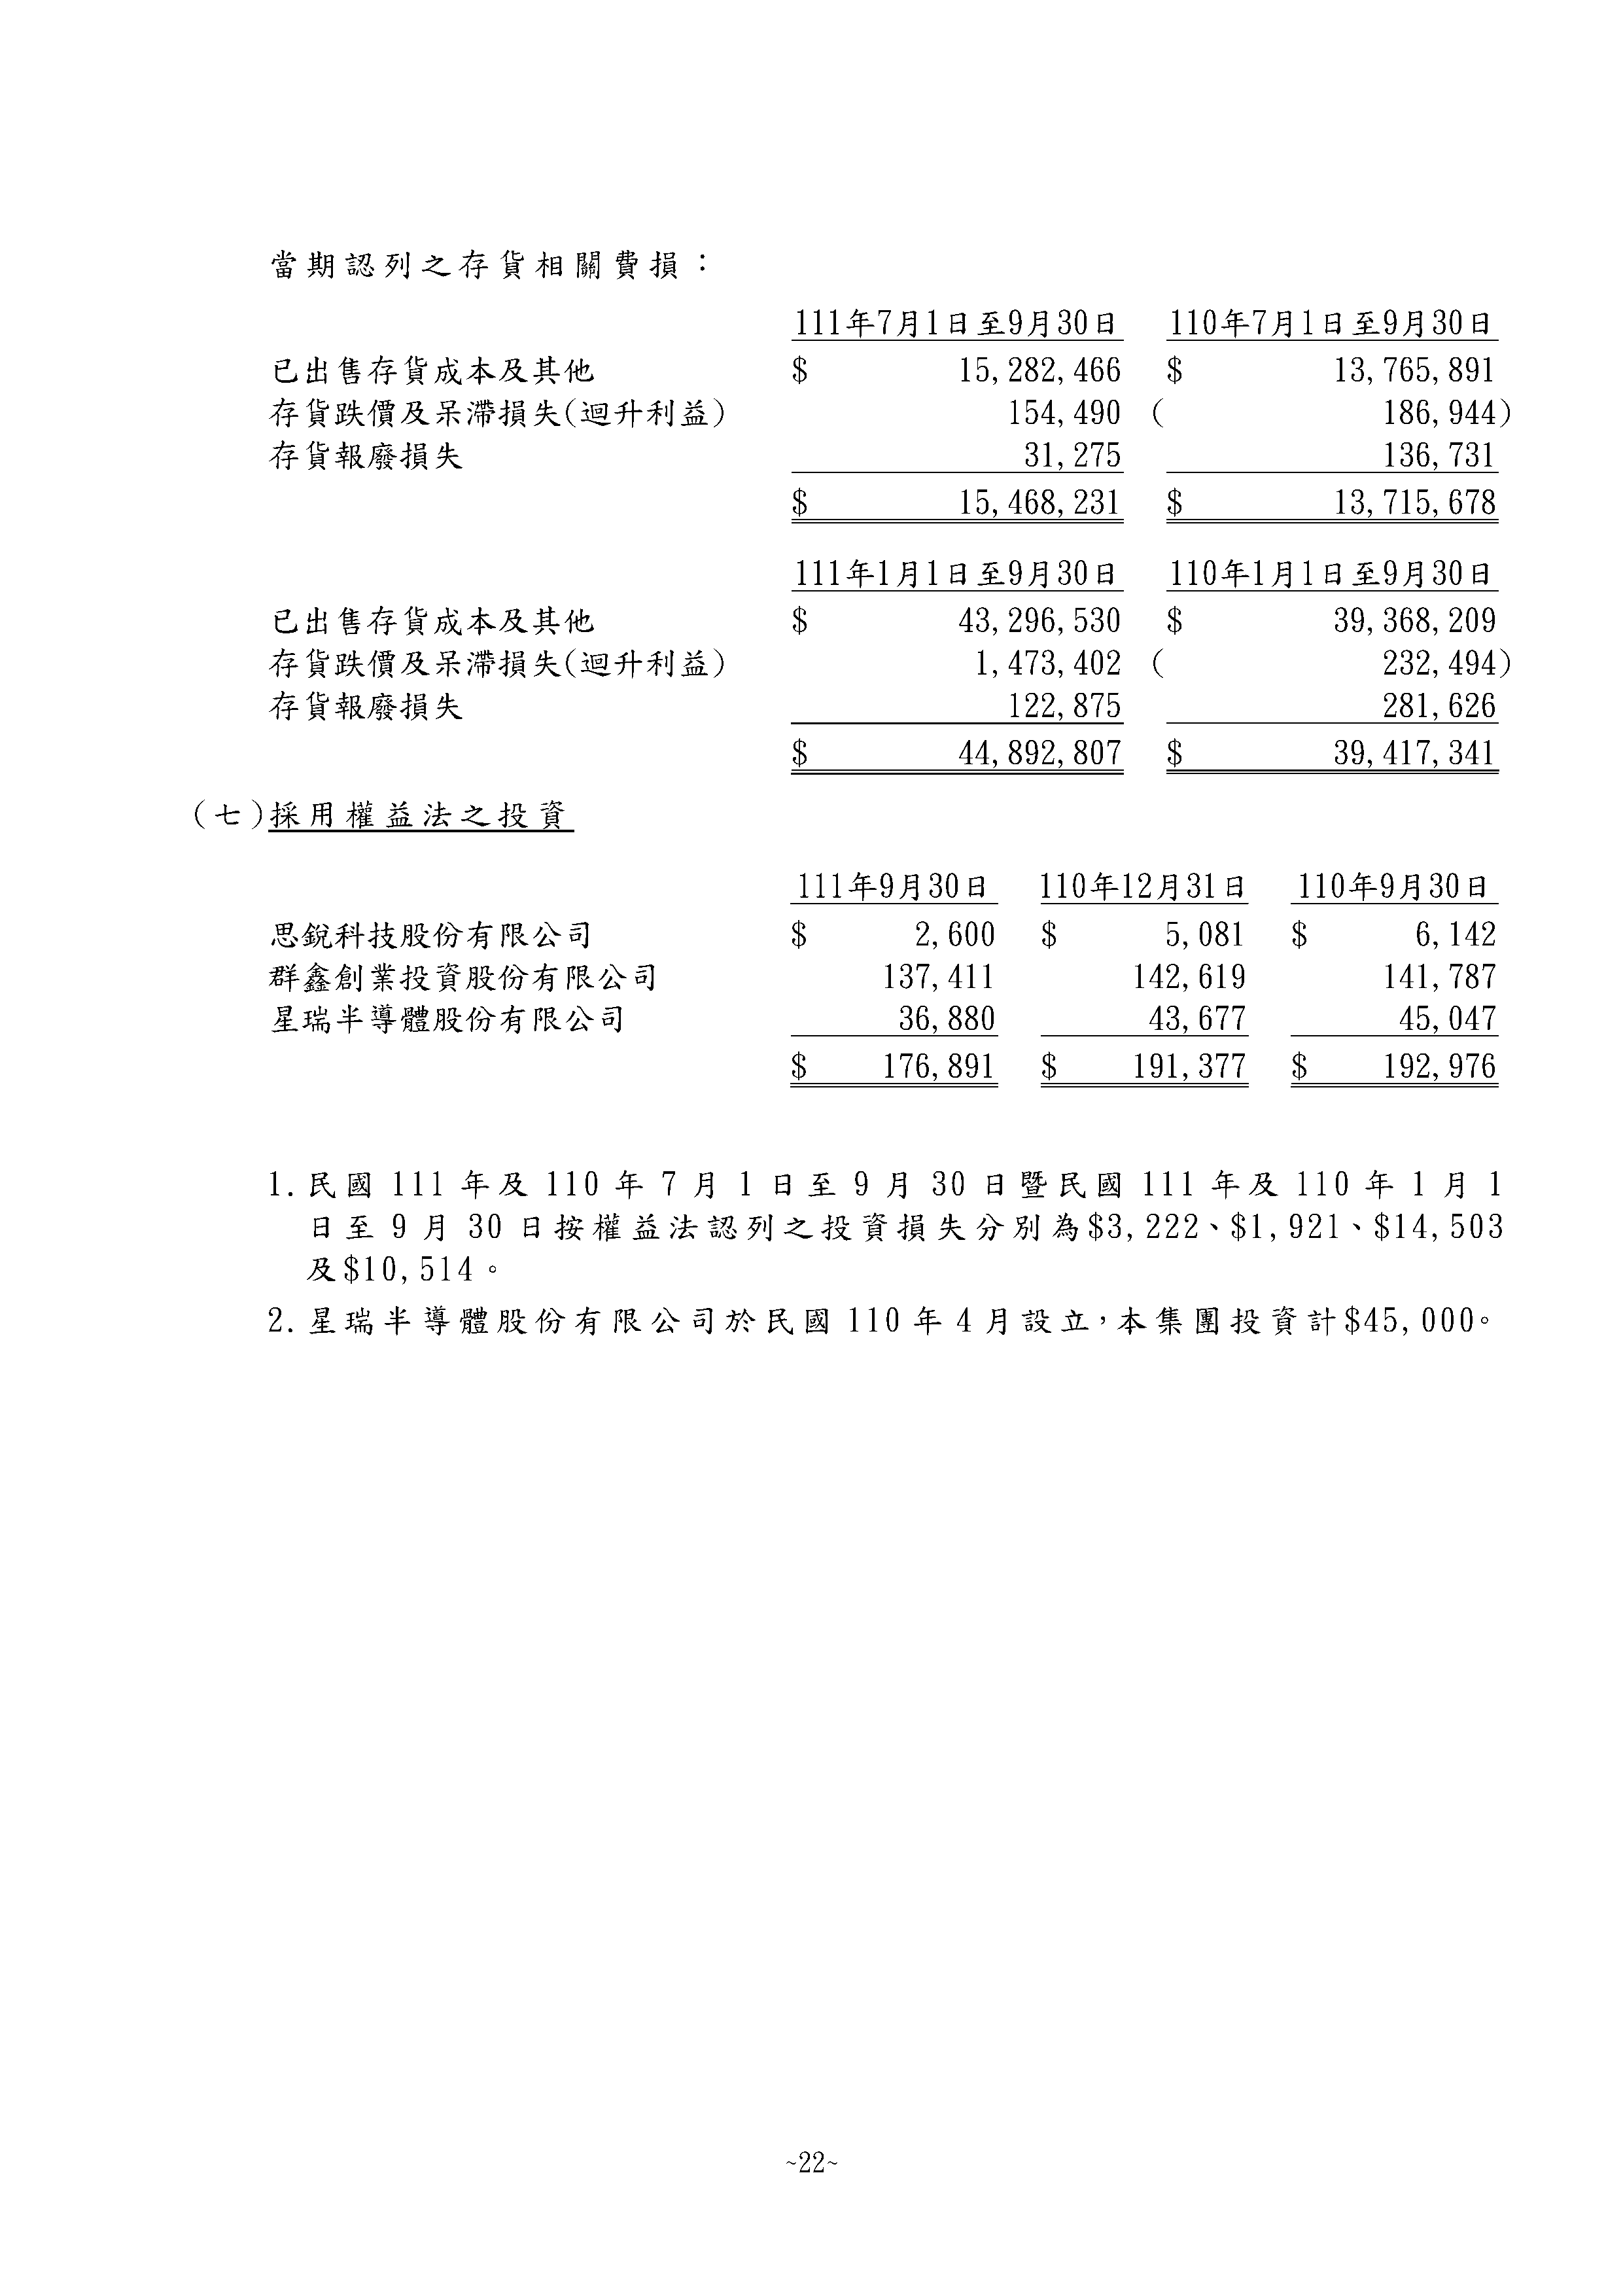 當期認列之存貨相關費損：
111年7月1日至9月30日 110年7月1日至9月30日
已出售存貨成本及其他 $ 15,282,466 $ 13,765,891
存貨跌價及呆滯損失(迴升利益) 154,490 ( 186,944)
存貨報廢損失 31,275 136,731
$ 15,468,231 $ 13,715,678
111年1月1日至9月30日 110年1月1日至9月30日
已出售存貨成本及其他 $ 43,296,530 $ 39,368,209
存貨跌價及呆滯損失(迴升利益) 1,473,402 ( 232,494)
存貨報廢損失 122,875 281,626
$ 44,892,807 $ 39,417,341
(七)採用權益法之投資
111年9月30日 110年12月31日 110年9月30日
思銳科技股份有限公司 $ 2,600 $ 5,081 $ 6,142
群鑫創業投資股份有限公司 137,411 142,619 141,787
星瑞半導體股份有限公司 36,880 43,677 45,047
$ 176,891 $ 191,377 $ 192,976
1. 民國 111 年及 110 年 7 月 1 日至 9 月 30 日暨民國 111 年及 110 年 1 月 1
日至 9 月 30 日按權益法認列之投資損失分別為$3,222、$1,921、$14,503
及$10,514。
2. 星瑞半導體股份有限公司於民國 110 年 4 月設立，本集團投資計$45,000。
~22~